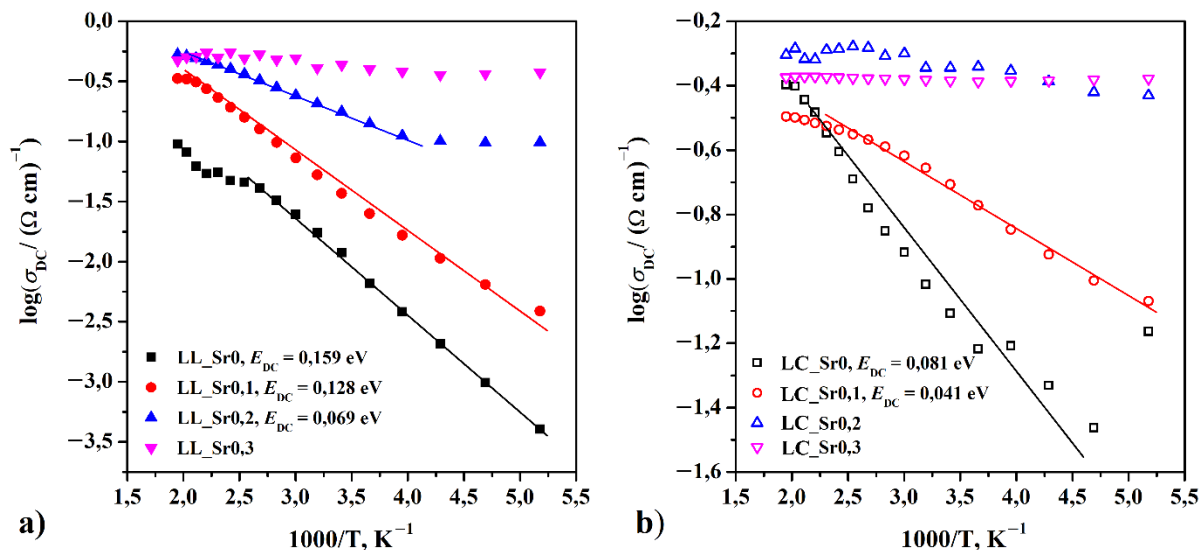 0,0
−0,5
−1,0
−1,5
−2,0
−2,5
−3,0
−3,5
log(σDC/ (Ω cm)−1
LL_Sr0, EDC = 0,159 eV
LL_Sr0,1, EDC = 0,128 eV
LL_Sr0,2, EDC = 0,069 eV
LL_Sr0,3
1,5 2,0 2,5 3,0 3,5 4,0 4,5 5,0 5,5
a) 1000/T, K−1
−0,2
−0,4
−0,6
−0,8
−1,0
−1,2
−1,4
−1,6
log(σDC/ (Ω cm)−1
LC_Sr0, EDC = 0,081 eV
LC_Sr0,1, EDC = 0,041 eV
LC_Sr0,2
LC_Sr0,3
1,5 2,0 2,5 3,0 3,5 4,0 4,5 5,0 5,5
b) 1000/T, K−1